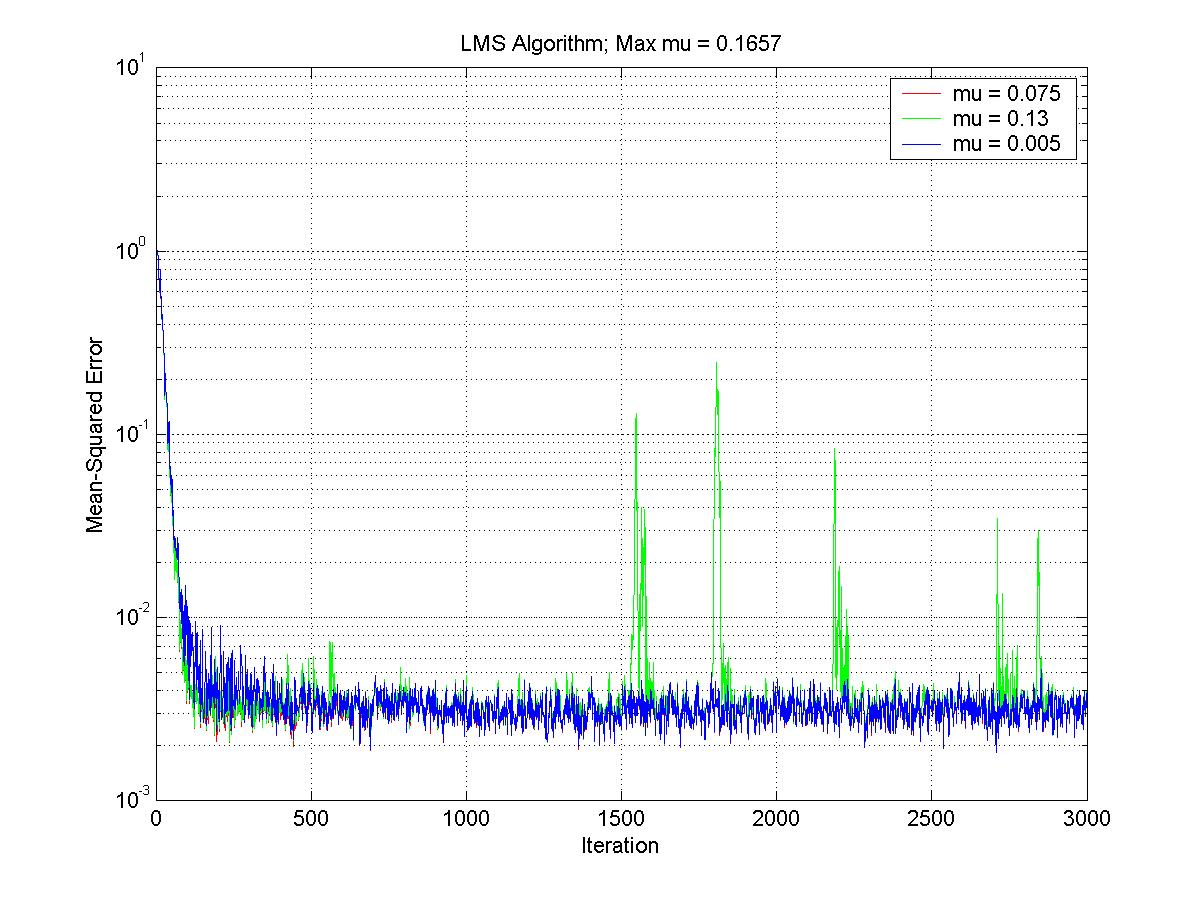 LMS Algorithm; Max mu = 0.1657
mu = 0.075
mu = 0.13
mu = 0.005
10^1
10^0
10^-1
10^-2
10^-3
Mean-Squared Error
0 500 1000 1500 2000 2500 3000
Iteration